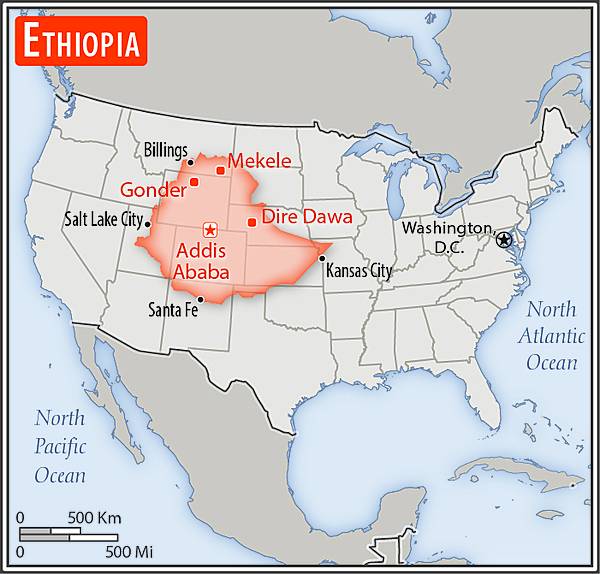 ETHIOPIA
Billings
Mekele
Gonder
Salt Lake City
Dire Dawa
Addis
Ababa
Washington,
D.C.
Kansas City
Santa Fe
North
Atlantic
Ocean
North
Pacific
Ocean
0 500 Km
0 500 Mi